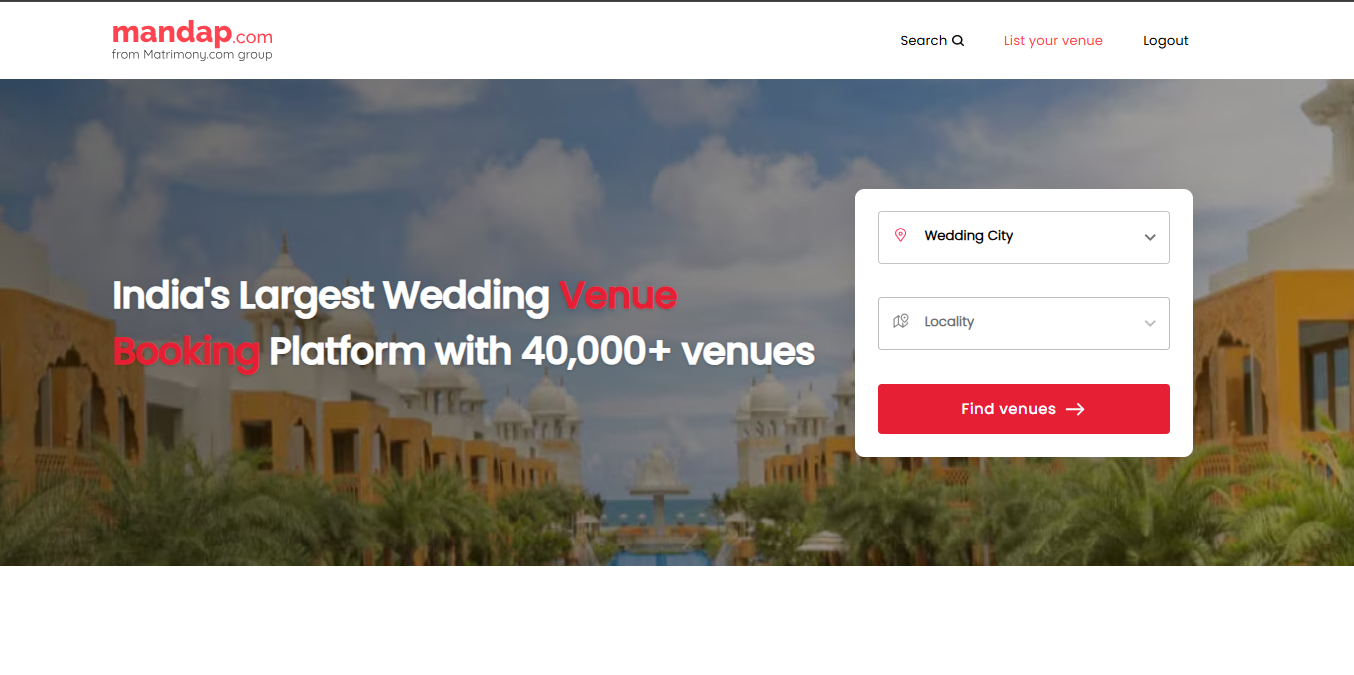 mandap.com
from Matrimony.com group
Search
List your venue
Logout
India's Largest Wedding Venue
Booking Platform with 40,000+ venues
Wedding City
Locality
Find venues